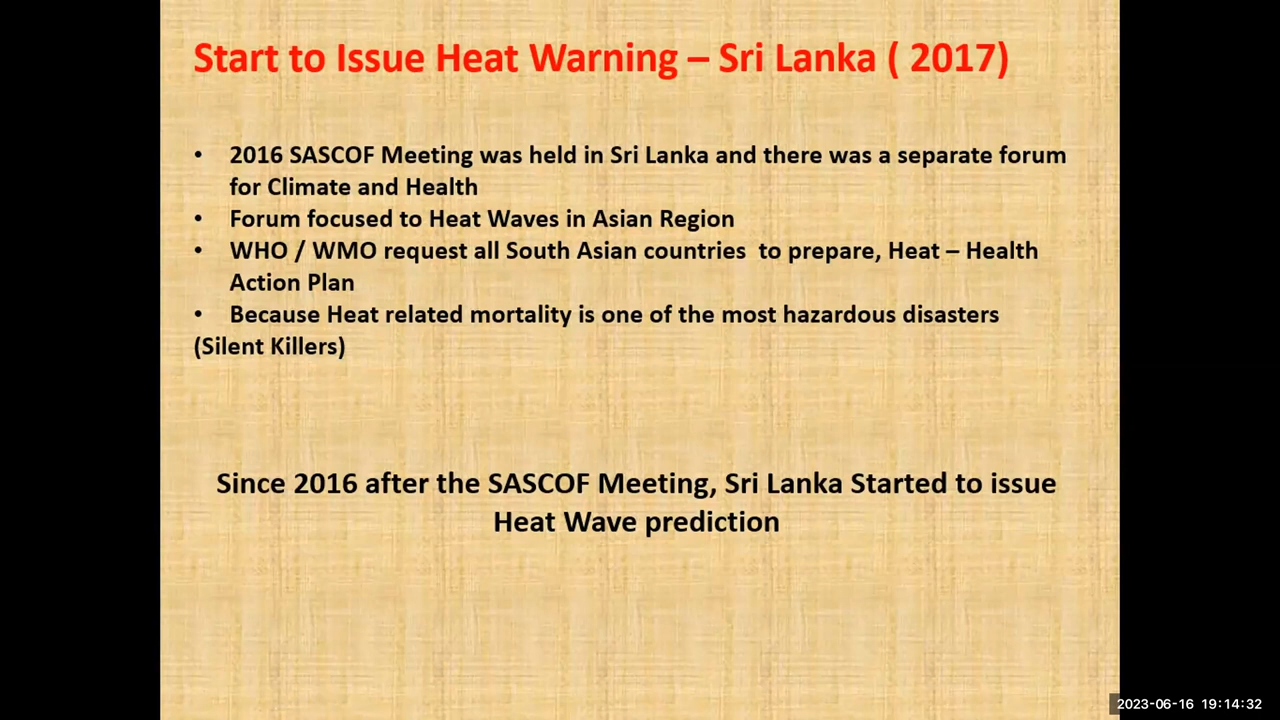 Start to Issue Heat Warning – Sri Lanka ( 2017)
• 2016 SASCOF Meeting was held in Sri Lanka and there was a separate forum
for Climate and Health
• Forum focused to Heat Waves in Asian Region
• WHO / WMO request all South Asian countries  to prepare, Heat – Health
Action Plan
• Because Heat related mortality is one of the most hazardous disasters
(Silent Killers)
Since 2016 after the SASCOF Meeting, Sri Lanka Started to issue
Heat Wave prediction
2023-06-16 19:14:32